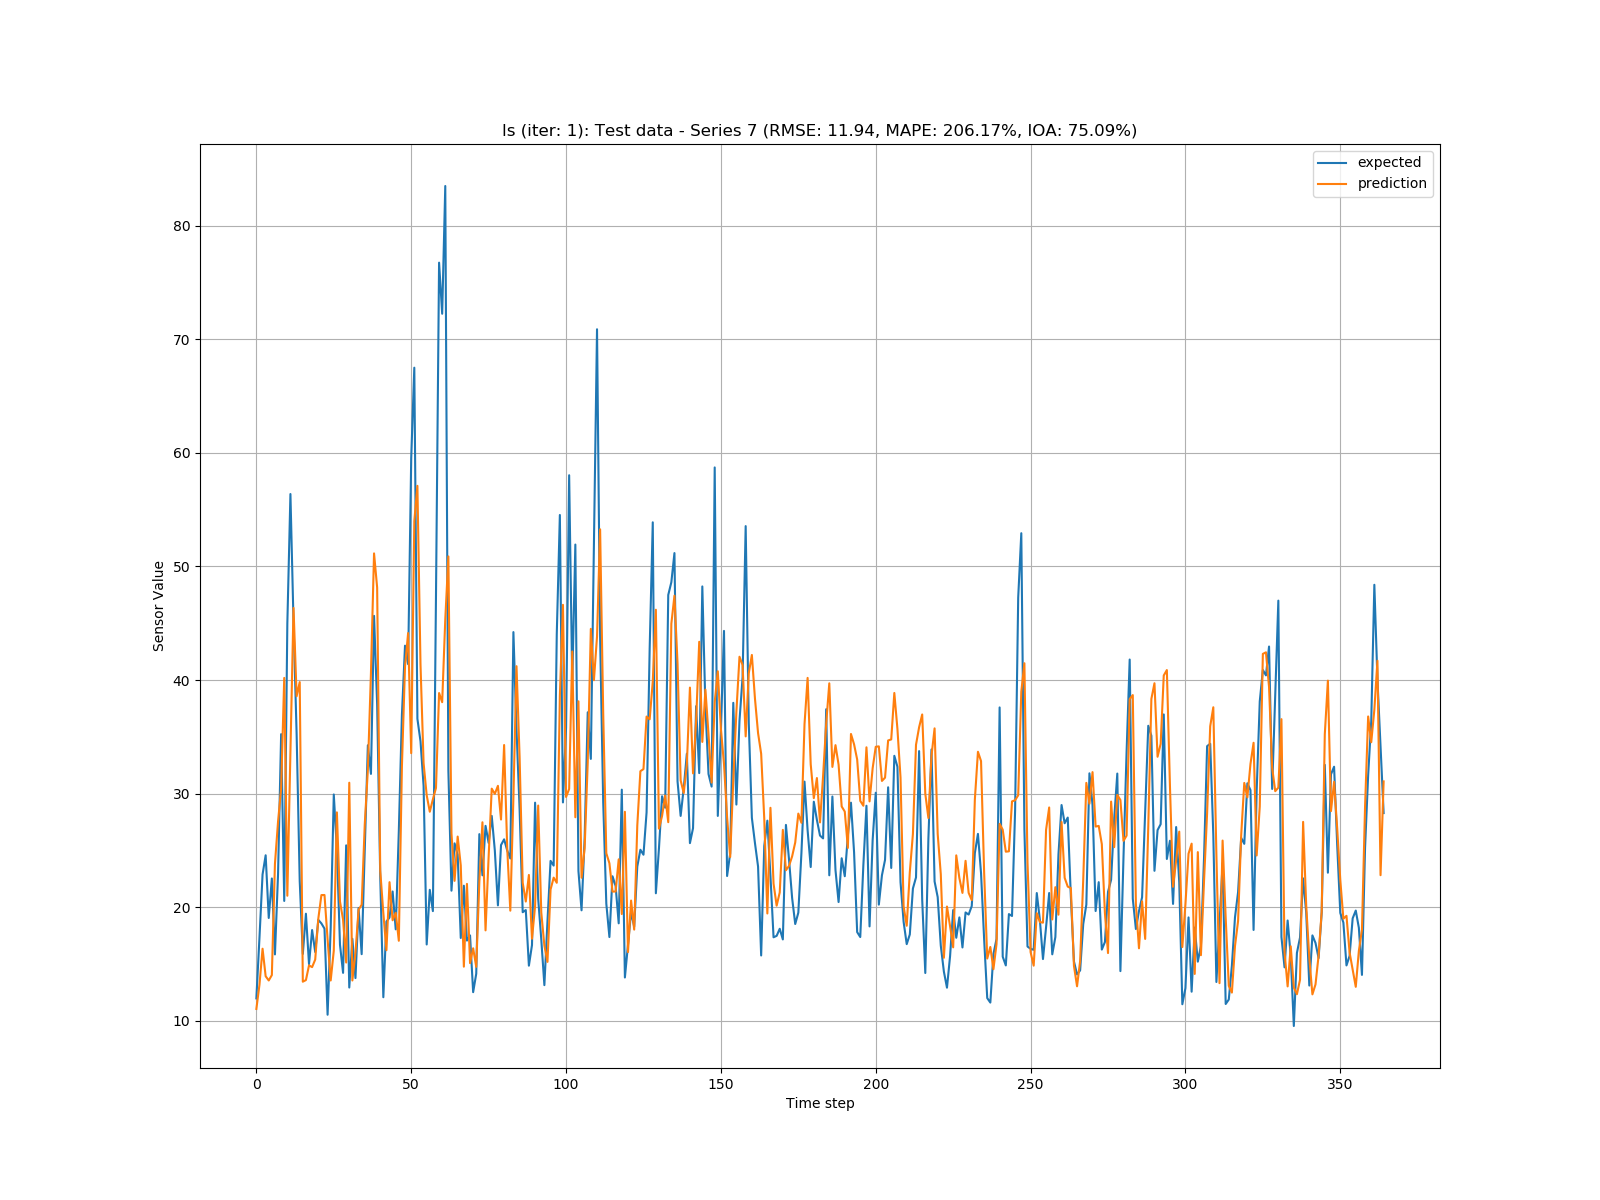 ls (iter: 1): Test data - Series 7 (RMSE: 11.94, MAPE: 206.17%, IOA: 75.09%)
expected
prediction
80
70
60
50
40
30
20
10
Sensor Value
0 50 100 150 200 250 300 350
Time step